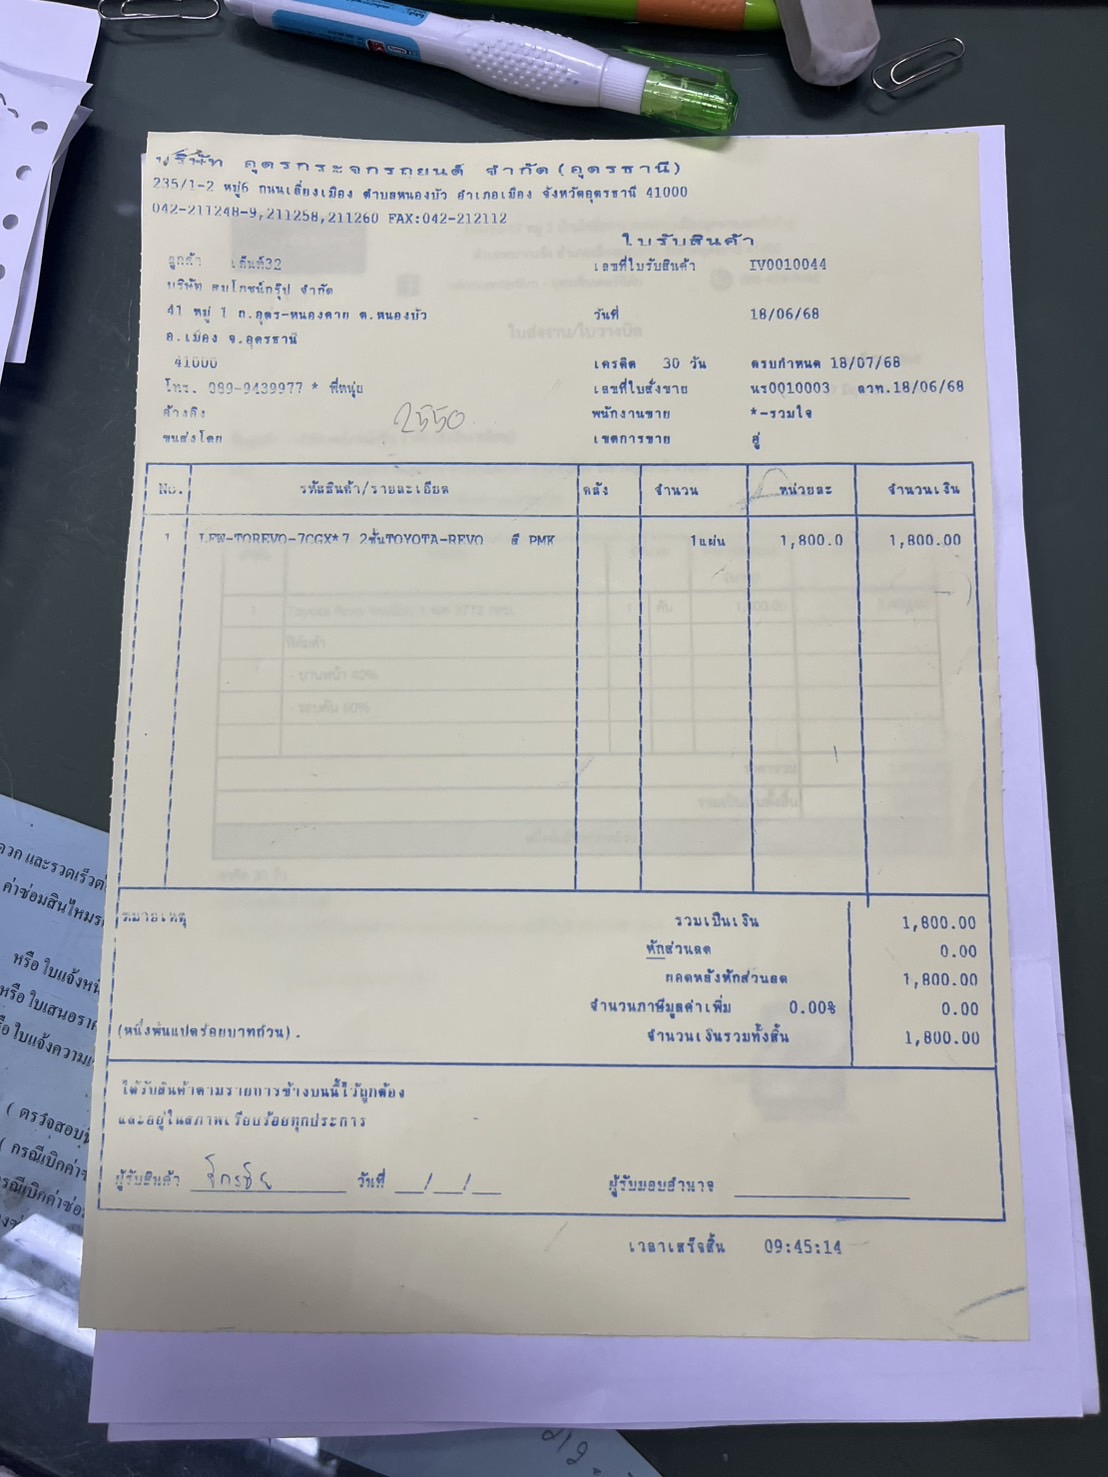 บริษัท อุดรกระจกรถยนต์ จำกัด(อุดรธานี)
235/1-2 หมู่6 ถนนเลี่ยงเมือง ตำบลหนองบัว อำเภอเมือง จังหวัดอุดรธานี 41000
042-211248-9,211258,211260 FAX:042-212112
ใบรับสินค้า
ลูกค้า เต็นท์32
เลขที่ใบรับสินค้า IV0010044
บริษัท สบโภชน์กรุ๊ป จำกัด
41 หมู่ 1 ถ.อุดร-หนองคาย ต.หนองบัว
วันที่ 18/06/68
อ.เมือง จ.อุดรธานี
41000
เครดิต 30 วัน ครบกำหนด 18/07/68
โทร. 089-9439977 * พี่หนุ่ย
เลขที่ใบสั่งขาย นร0010003 ลวท.18/06/68
อ้างอิง
2550
พนักงานขาย *-รวมใจ
ขนส่งโดย
เขตการขาย อู่
No. รหัสสินค้า/รายละเอียด คลัง จำนวน หน่วยละ จำนวนเงิน
1 LFW-TOREVO-7CGX*7 2ชั้นTOYOTA-REVO สี PMK 1แผ่น 1,800.0 1,800.00
หมายเหตุ
รวมเป็นเงิน 1,800.00
หักส่วนลด 0.00
ยอดหลังหักส่วนลด 1,800.00
จำนวนภาษีมูลค่าเพิ่ม 0.00% 0.00
(หนึ่งพันแปดร้อยบาทถ้วน).
จำนวนเงินรวมทั้งสิ้น 1,800.00
ได้รับสินค้าตามรายการข้างบนนี้ไว้ถูกต้อง
และอยู่ในสภาพเรียบร้อยทุกประการ
ผู้รับสินค้า วันที่ __/__/__ ผู้รับมอบอำนาจ
เวลาเสร็จสิ้น 09:45:14